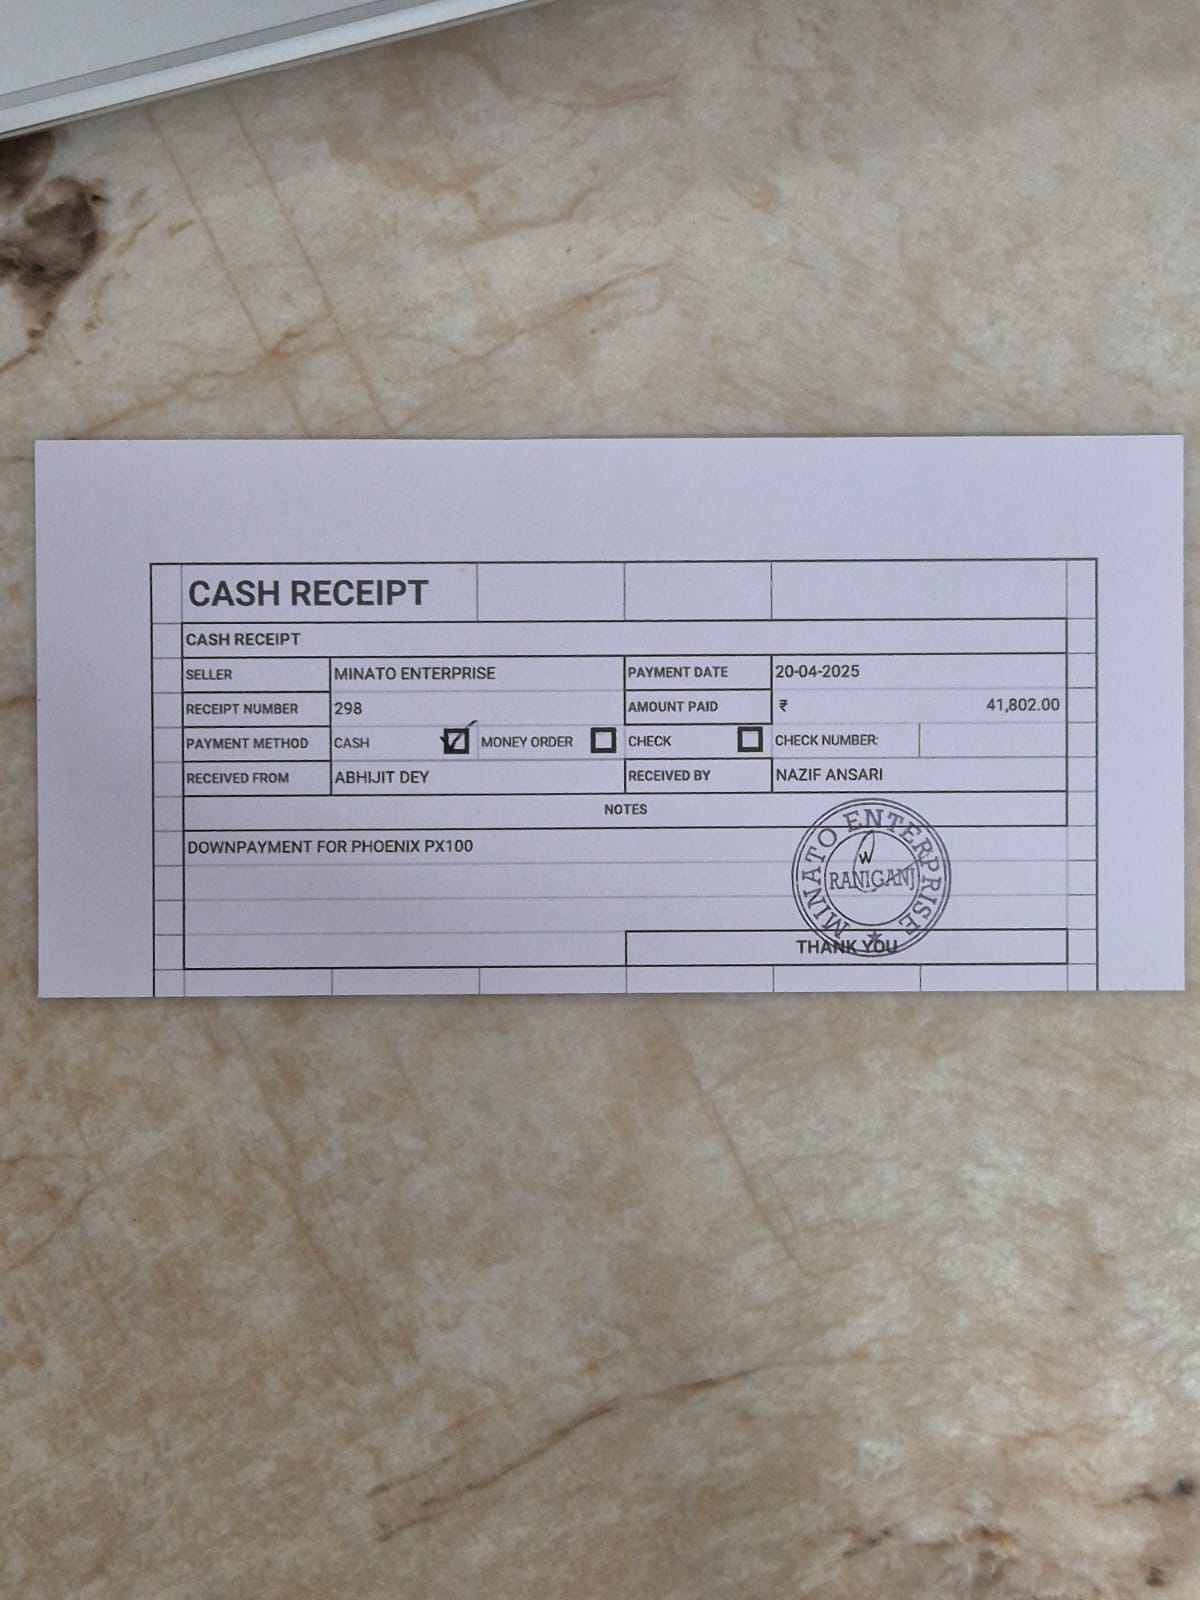 CASH RECEIPT
CASH RECEIPT
SELLER MINATO ENTERPRISE PAYMENT DATE 20-04-2025
RECEIPT NUMBER 298 AMOUNT PAID ₹ 41,802.00
PAYMENT METHOD CASH MONEY ORDER CHECK CHECK NUMBER:
RECEIVED FROM ABHIJIT DEY RECEIVED BY NAZIF ANSARI
NOTES
DOWNPAYMENT FOR PHOENIX PX100
MINATO ENTERPRISE
RANIGANJ
THANK YOU